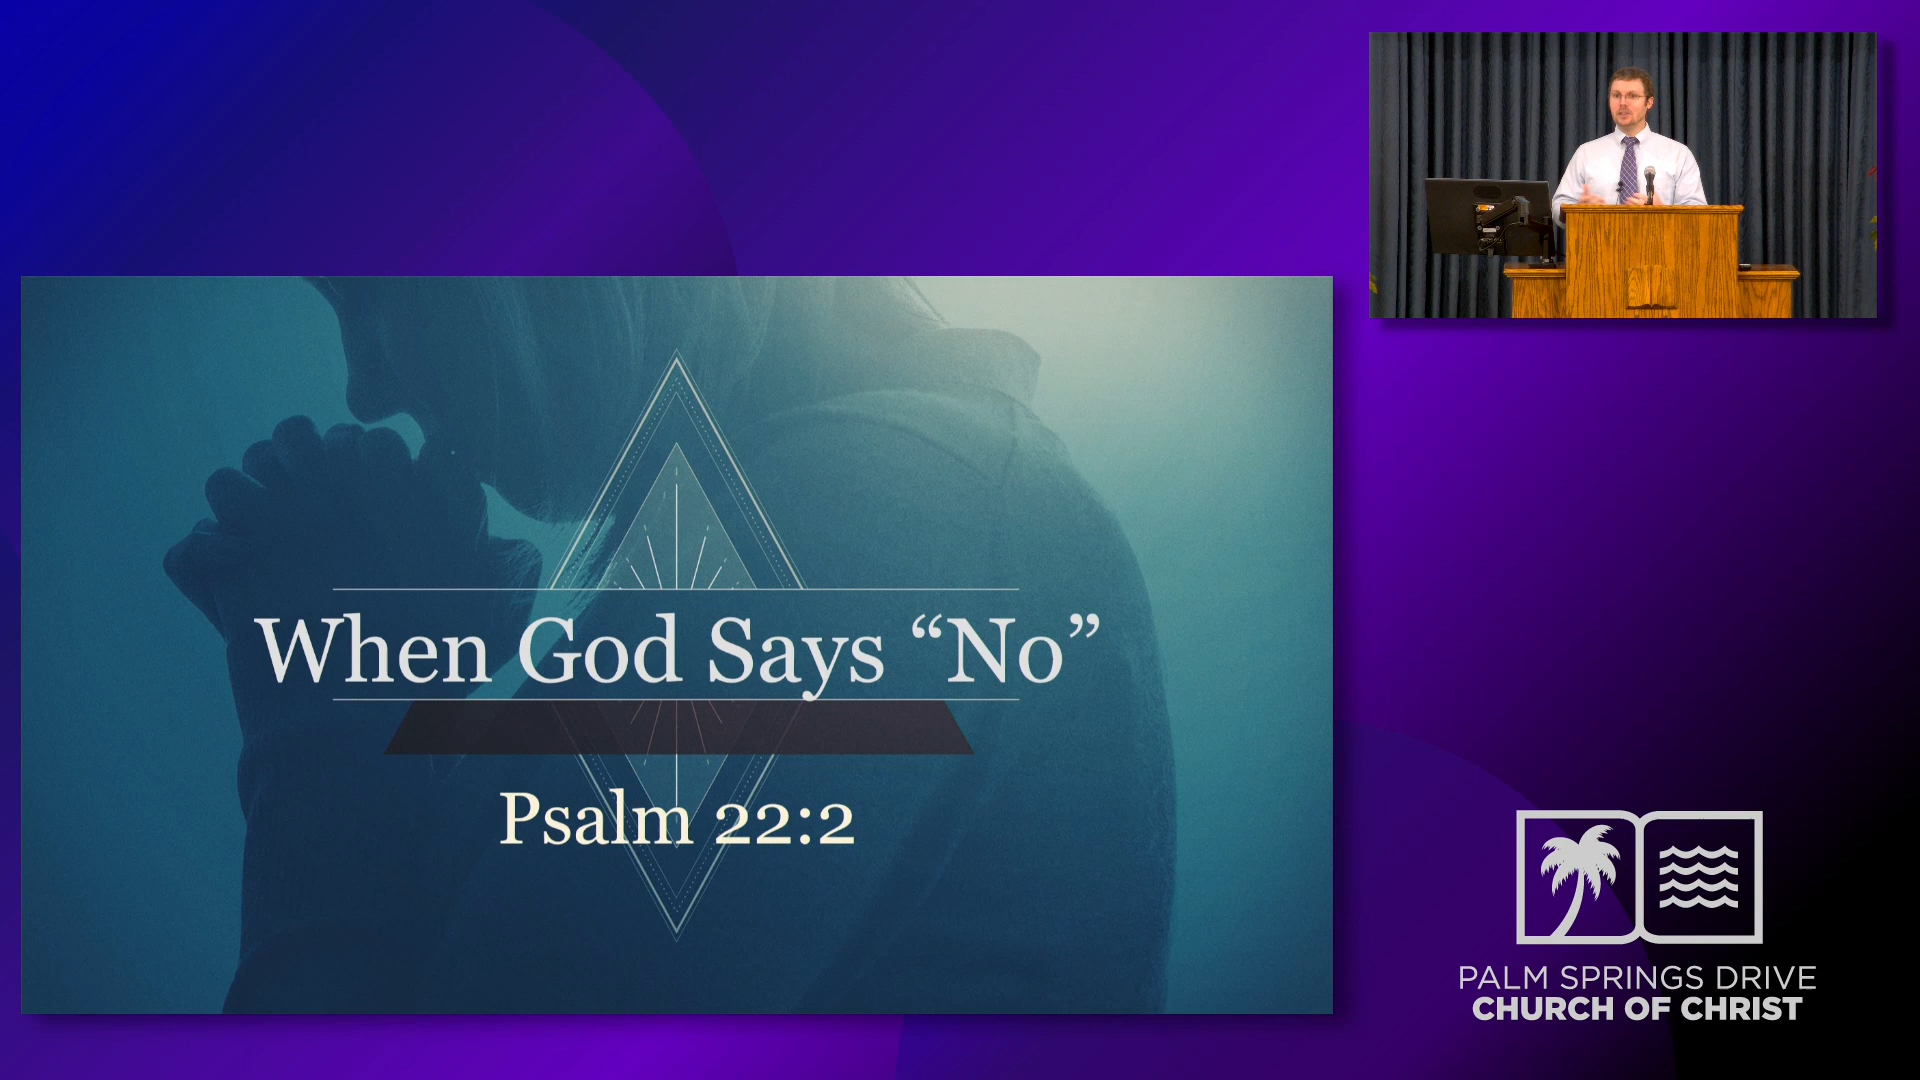 When God Says “No”
Psalm 22:2
PALM SPRINGS DRIVE
CHURCH OF CHRIST